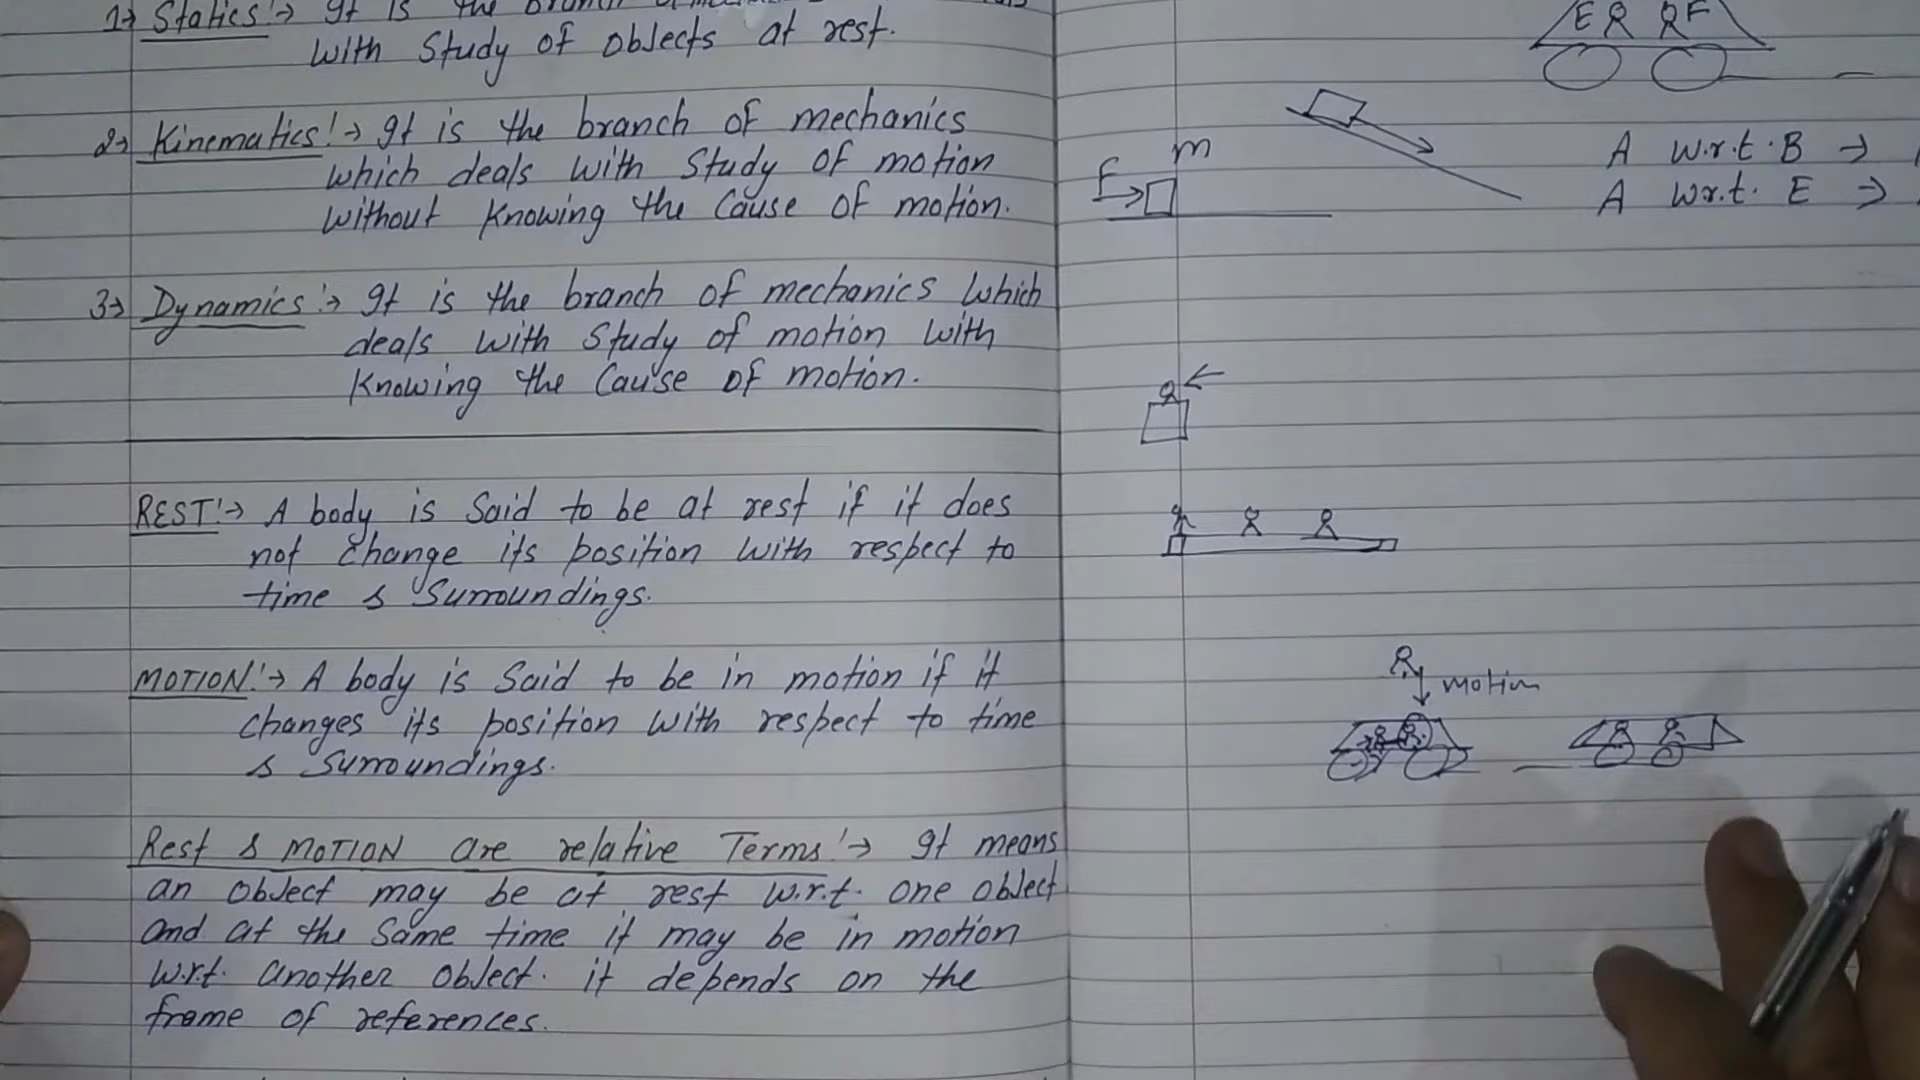 1→ Statics:→ It is the branch
with Study of objects at rest.
2→ Kinematics:→ It is the branch of mechanics
which deals with Study of motion
without Knowing the Cause of motion.
3→ Dynamics:→ It is the branch of mechanics which
deals with Study of motion with
Knowing the Cause of motion.
REST:→ A body is Said to be at rest if it does
not change its position with respect to
time & Surroundings.
MOTION:→ A body is Said to be in motion if it
changes its position with respect to time
& Surroundings.
Rest & MOTION are relative Terms:→ It means
an object may be at rest w.r.t. one object
and at the Same time it may be in motion
w.r.t. another object. it depends on the
frame of references.
E F
m
F
A w.r.t. B →
A w.r.t. E →
motion